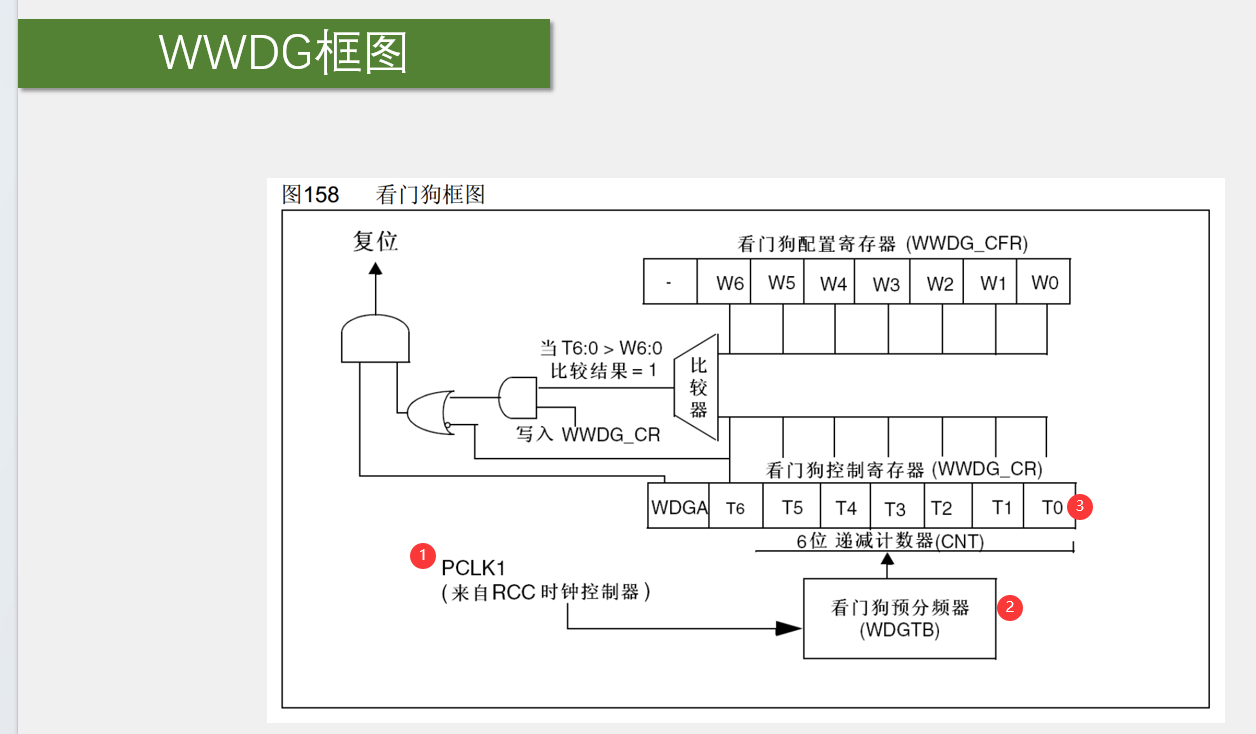 WWDG框图
图158 看门狗框图
复位
看门狗配置寄存器 (WWDG_CFR)
- W6 W5 W4 W3 W2 W1 W0
当 T6:0 > W6:0
比较结果 = 1
比较器
写入 WWDG_CR
看门狗控制寄存器 (WWDG_CR)
WDGA T6 T5 T4 T3 T2 T1 T0 3
6位 递减计数器(CNT)
1
PCLK1
(来自RCC 时钟控制器)
看门狗预分频器 2
(WDGTB)